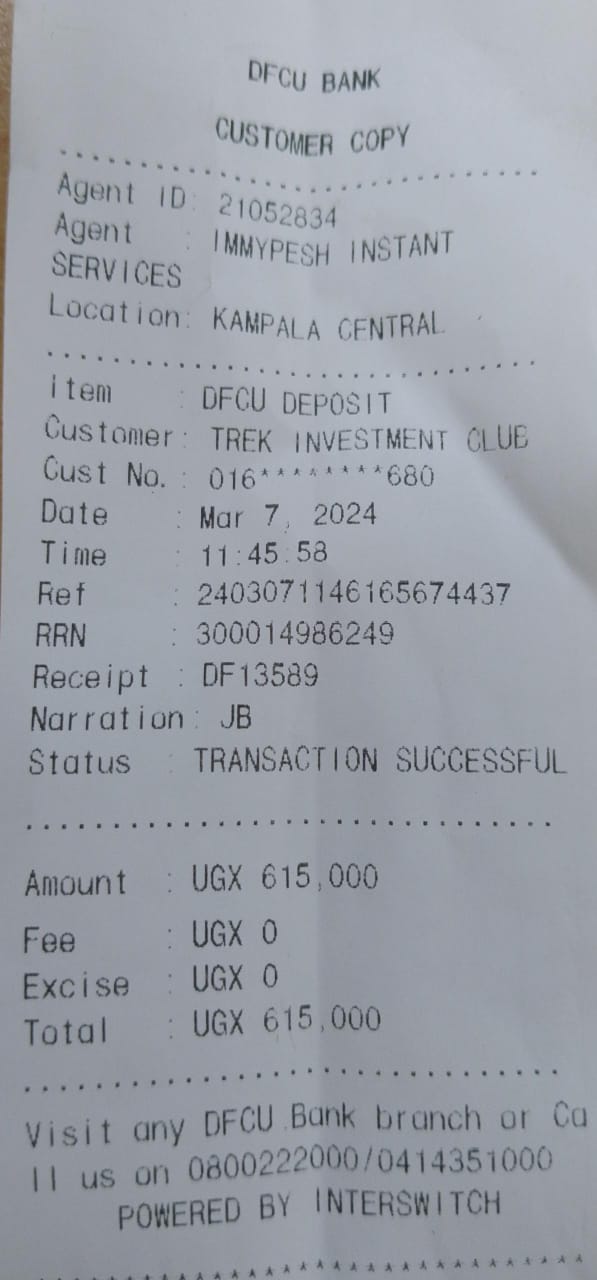 DFCU BANK
CUSTOMER COPY
Agent ID: 21052834
Agent : IMMYPESH INSTANT
SERVICES
Location: KAMPALA CENTRAL
item : DFCU DEPOSIT
Customer: TREK INVESTMENT CLUB
Cust No. : 016********680
Date : Mar 7, 2024
Time : 11:45:58
Ref : 2403071146165674437
RRN : 300014986249
Receipt : DF13589
Narration: JB
Status : TRANSACTION SUCCESSFUL
Amount : UGX 615,000
Fee : UGX 0
Excise : UGX 0
Total : UGX 615,000
Visit any DFCU Bank branch or Ca
ll us on 0800222000/0414351000
POWERED BY INTERSWITCH